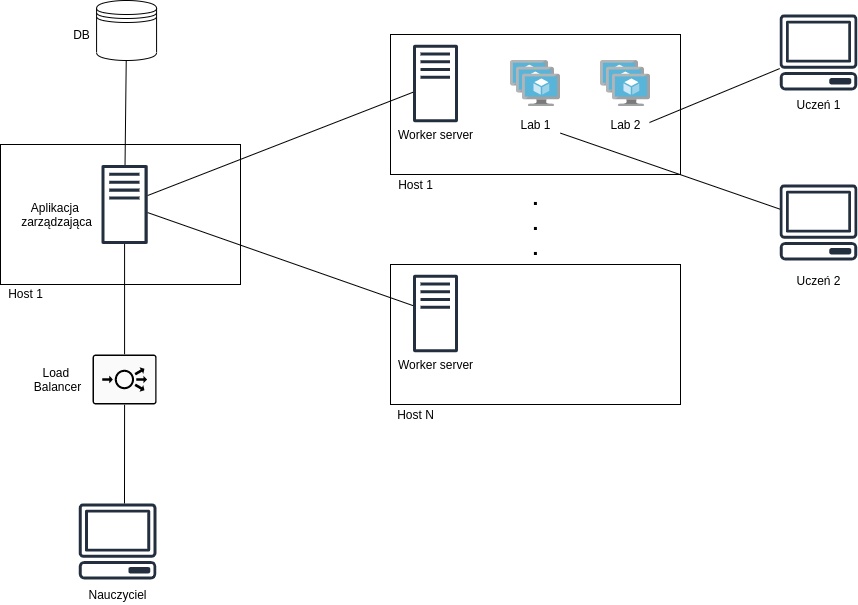 DB
Aplikacja
zarządzająca
Host 1
Load
Balancer
Nauczyciel
Worker server
Lab 1
Lab 2
Host 1
Worker server
Host N
Uczeń 1
Uczeń 2